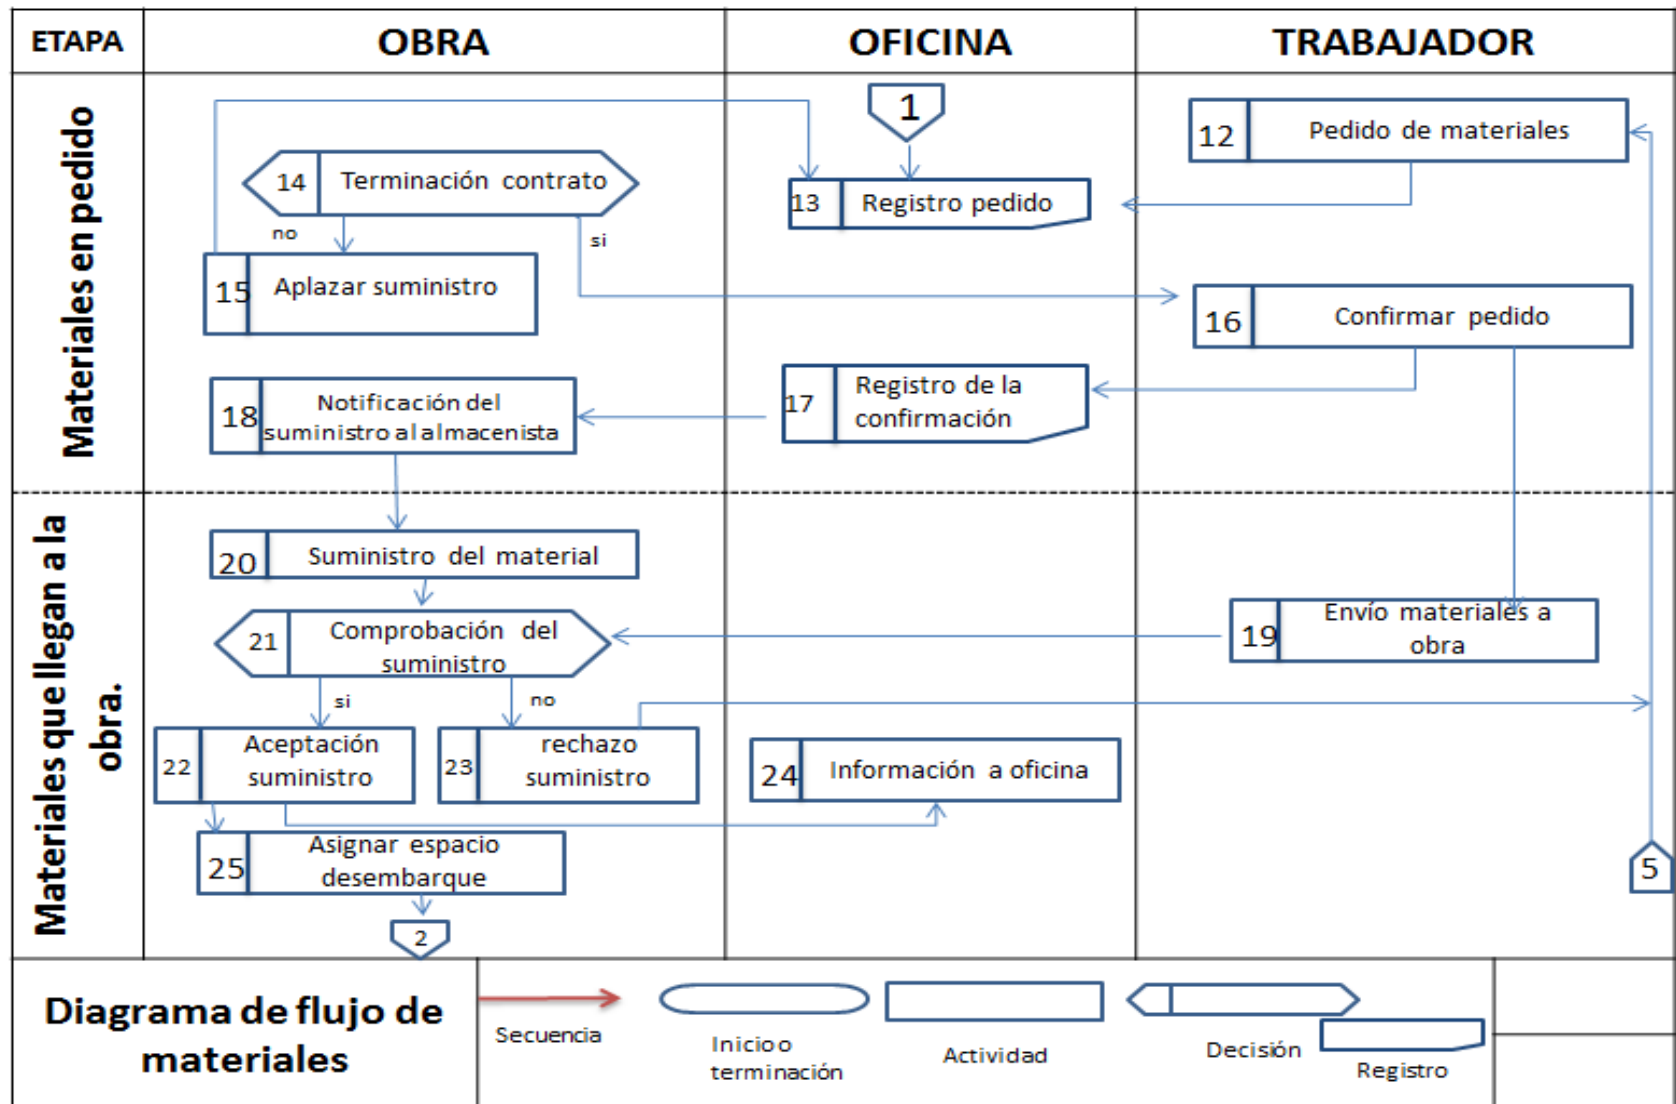 ETAPA
OBRA
OFICINA
TRABAJADOR
Materiales en pedido
1
12
Pedido de materiales
14
Terminación contrato
13
Registro pedido
no
si
15
Aplazar suministro
16
Confirmar pedido
18
Notificación del
suministro al almacenista
17
Registro de la
confirmación
Materiales que llegan a la
obra.
20
Suministro del material
21
Comprobación del
suministro
19
Envío materiales a
obra
si
no
22
Aceptación
suministro
23
rechazo
suministro
24
Información a oficina
25
Asignar espacio
desembarque
5
2
Diagrama de flujo de
materiales
Secuencia
Inicio o
terminación
Actividad
Decisión
Registro